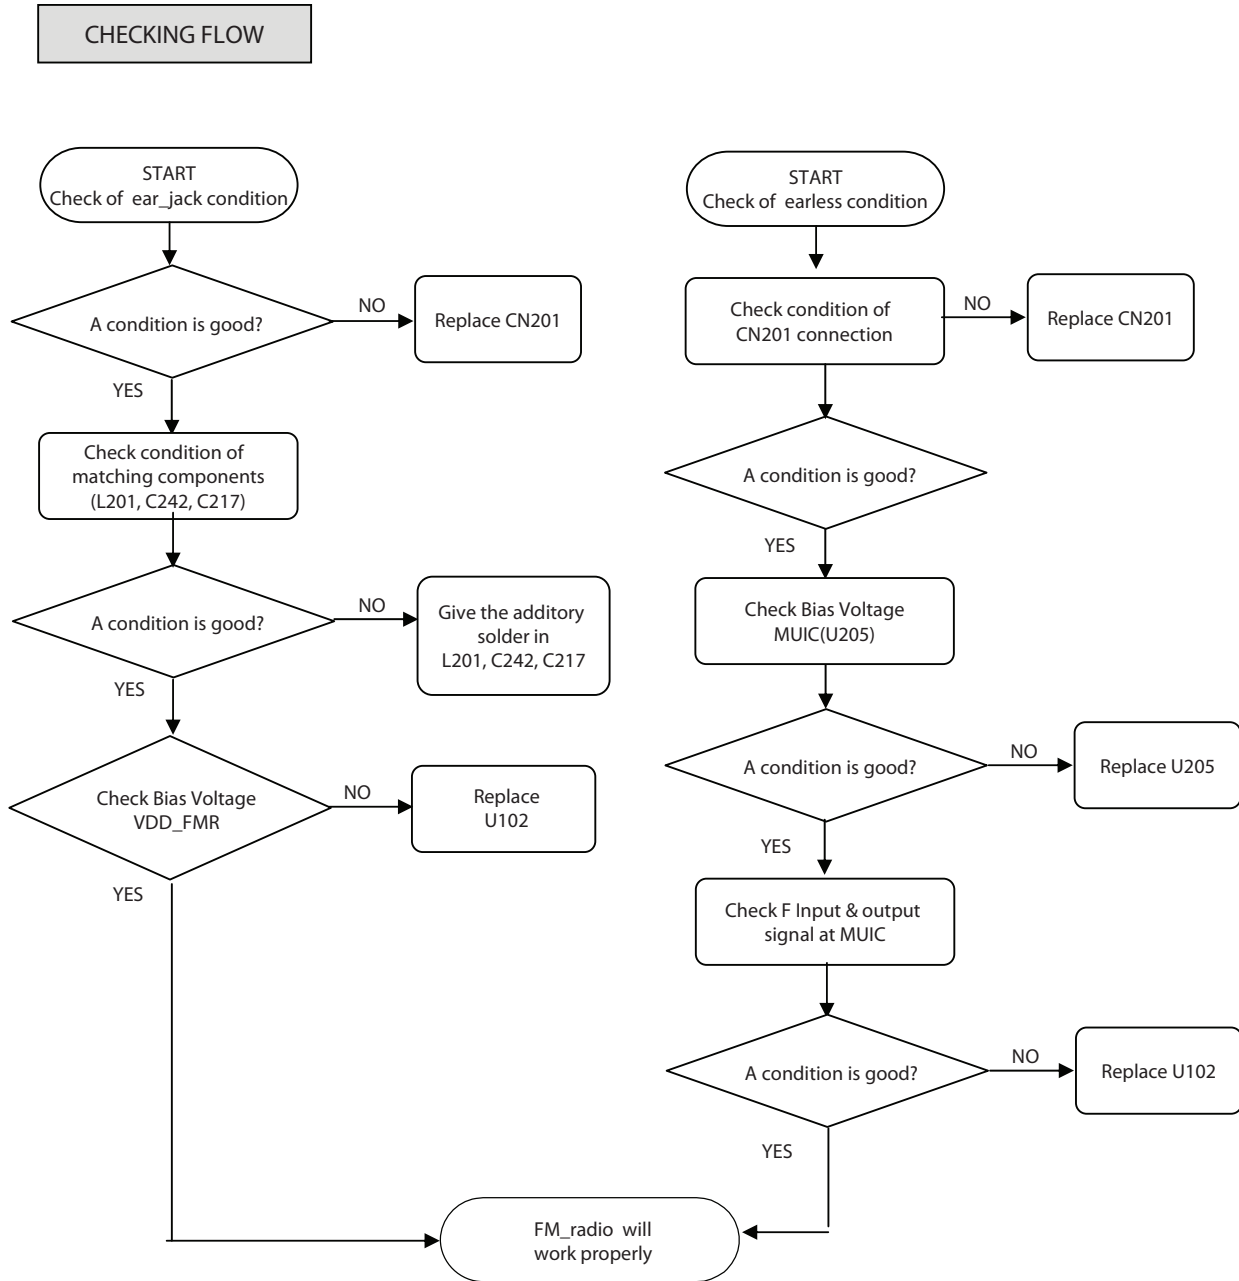 CHECKING FLOW
START
Check of ear_jack condition
A condition is good?
NO
Replace CN201
YES
Check condition of
matching components
(L201, C242, C217)
A condition is good?
NO
Give the additory
solder in
L201, C242, C217
YES
Check Bias Voltage
VDD_FMR
NO
Replace
U102
YES
START
Check of earless condition
Check condition of
CN201 connection
NO
Replace CN201
A condition is good?
YES
Check Bias Voltage
MUIC(U205)
A condition is good?
NO
Replace U205
YES
Check F Input & output
signal at MUIC
A condition is good?
NO
Replace U102
YES
FM_radio will
work properly